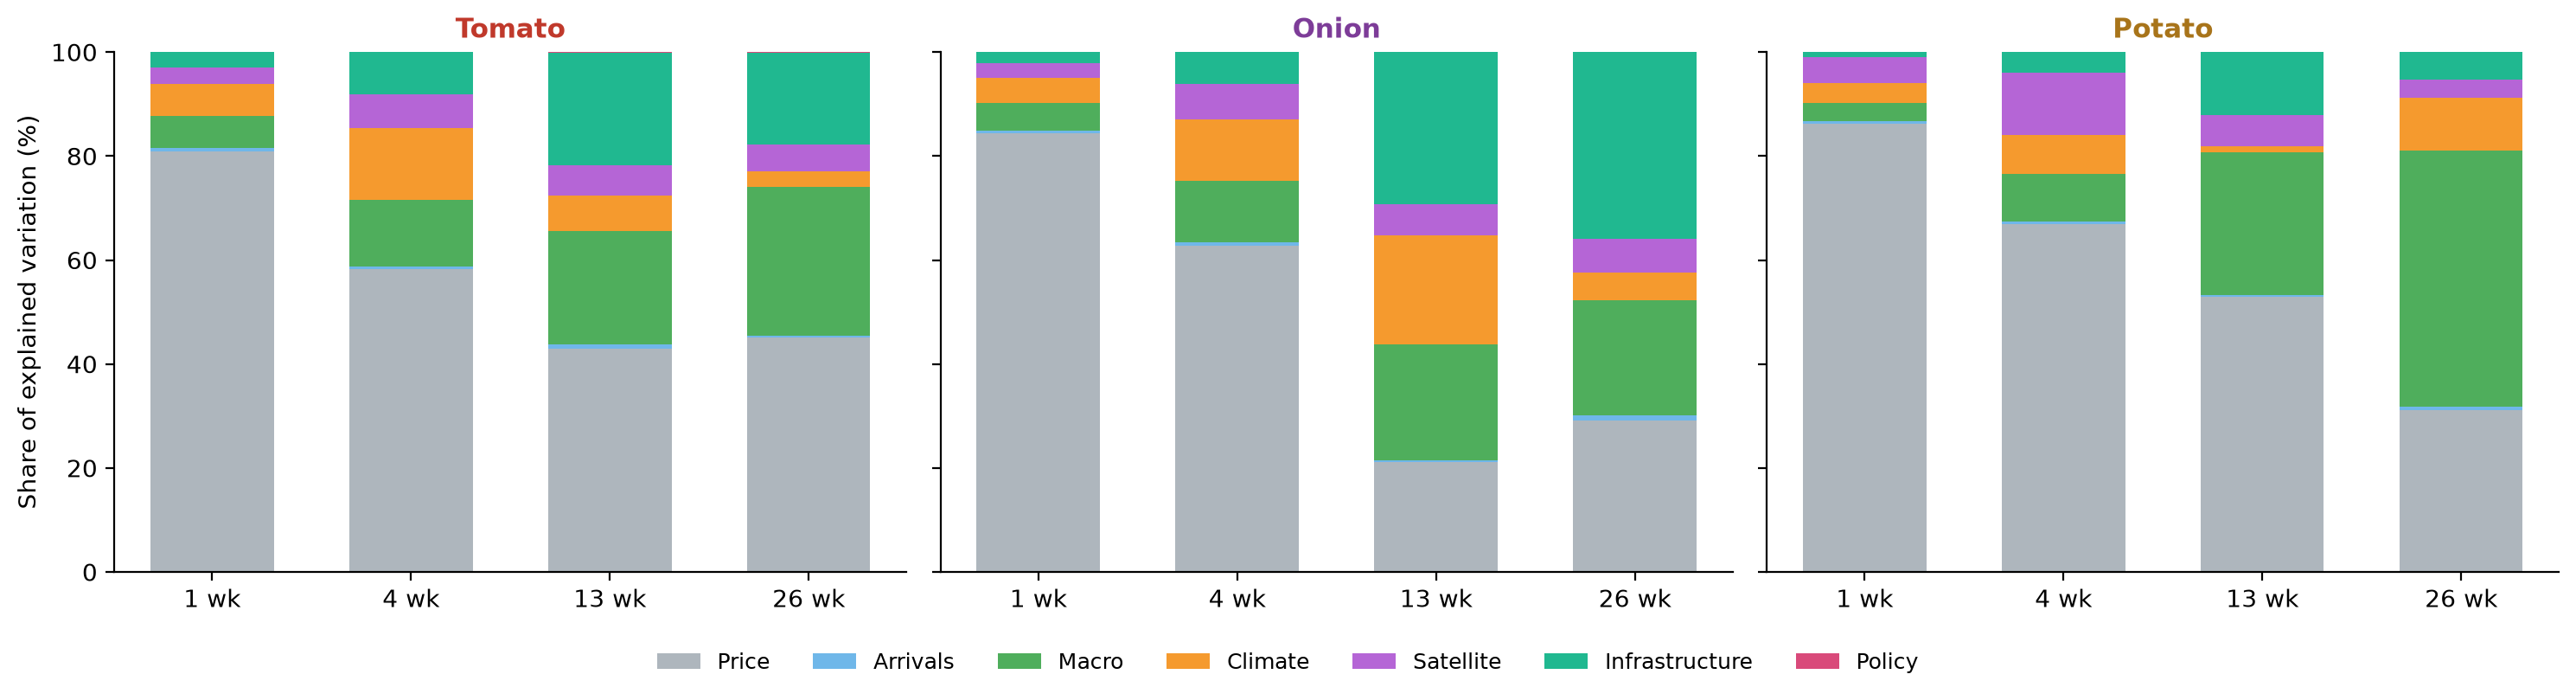 Tomato
Onion
Potato
Share of explained variation (%)
100
80
60
40
20
0
1 wk 4 wk 13 wk 26 wk
1 wk 4 wk 13 wk 26 wk
1 wk 4 wk 13 wk 26 wk
Price Arrivals Macro Climate Satellite Infrastructure Policy